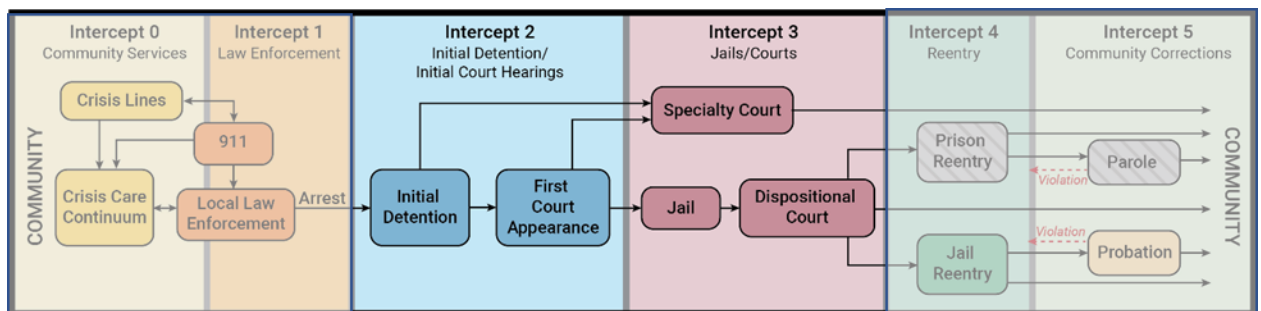 Intercept 0
Community Services
Intercept 1
Law Enforcement
Intercept 2
Initial Detention/
Initial Court Hearings
Intercept 3
Jails/Courts
Intercept 4
Reentry
Intercept 5
Community Corrections
COMMUNITY
Crisis Lines
911
Crisis Care
Continuum
Local Law
Enforcement
Arrest
Initial
Detention
First
Court
Appearance
Specialty Court
Jail
Dispositional
Court
Prison
Reentry
Parole
Violation
Jail
Reentry
Violation
Probation
COMMUNITY